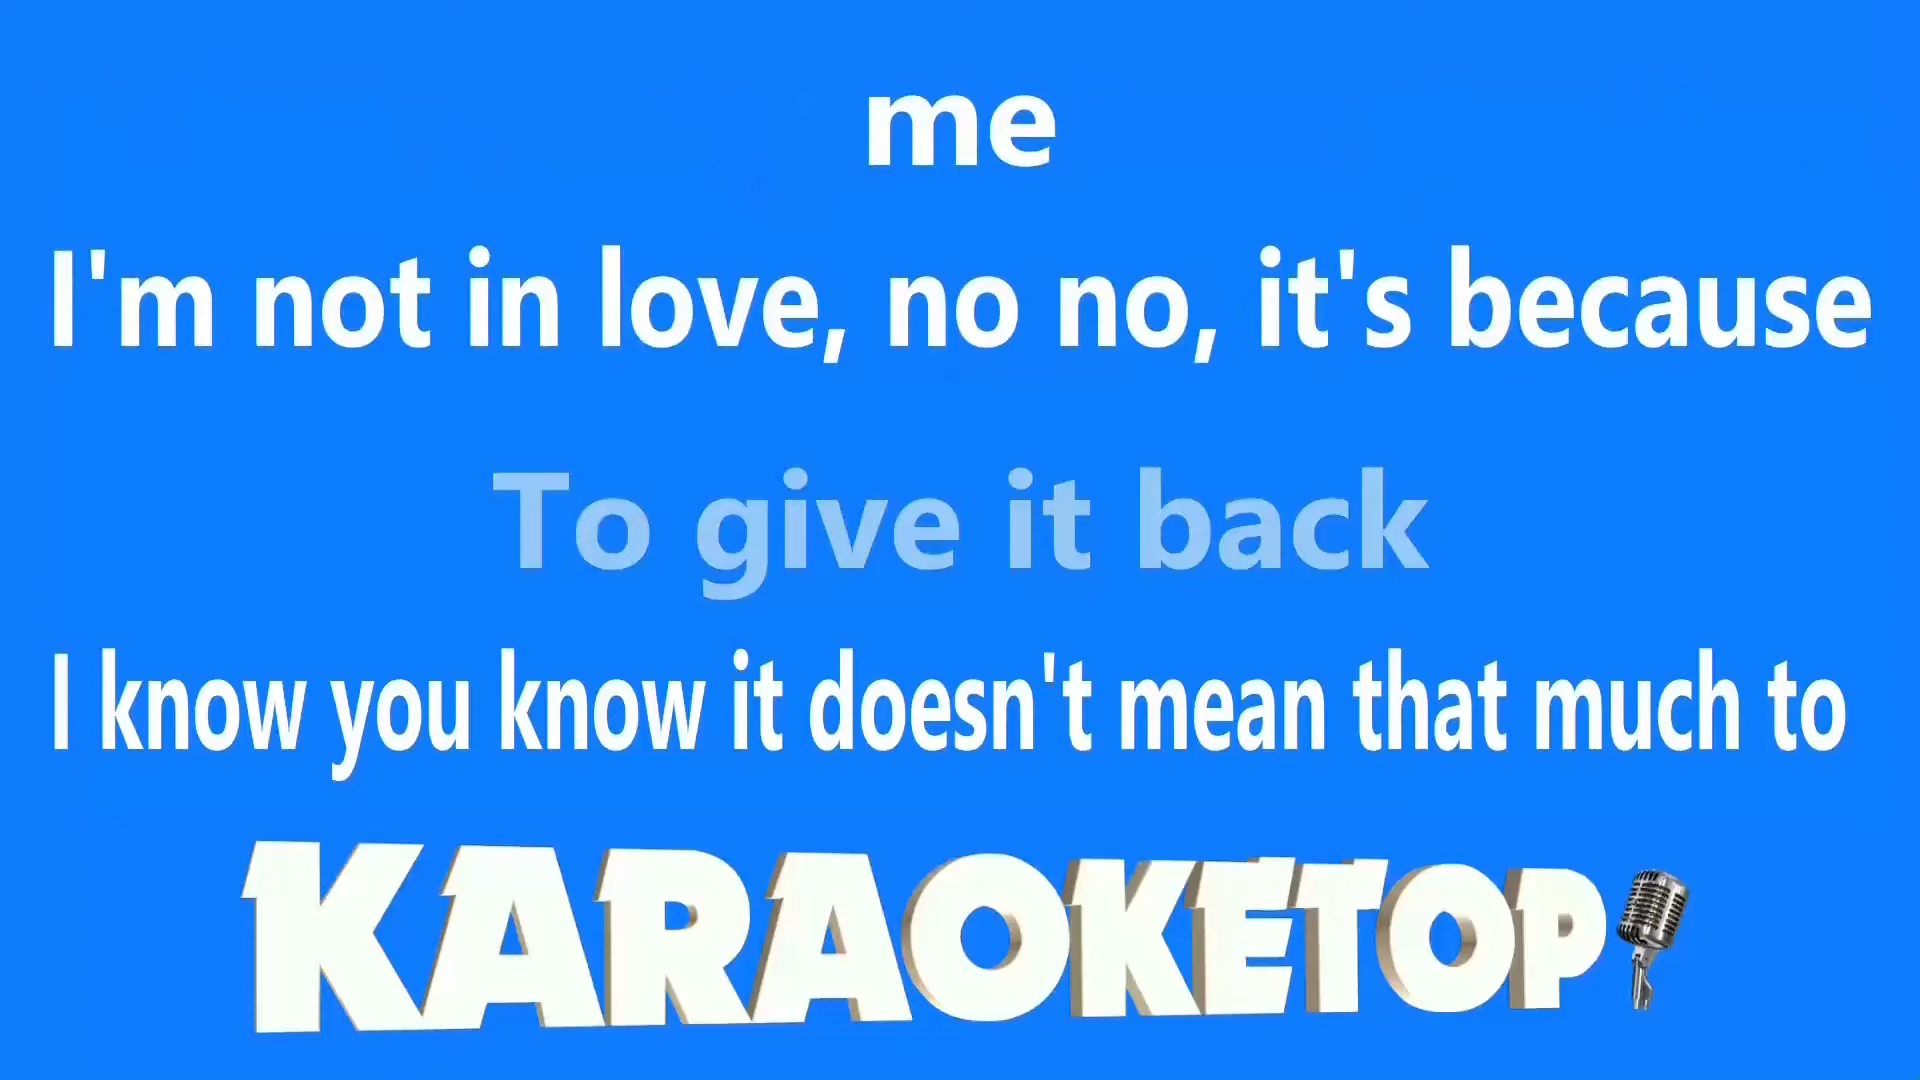 me
I'm not in love, no no, it's because
To give it back
I know you know it doesn't mean that much to
KARAOKETOP